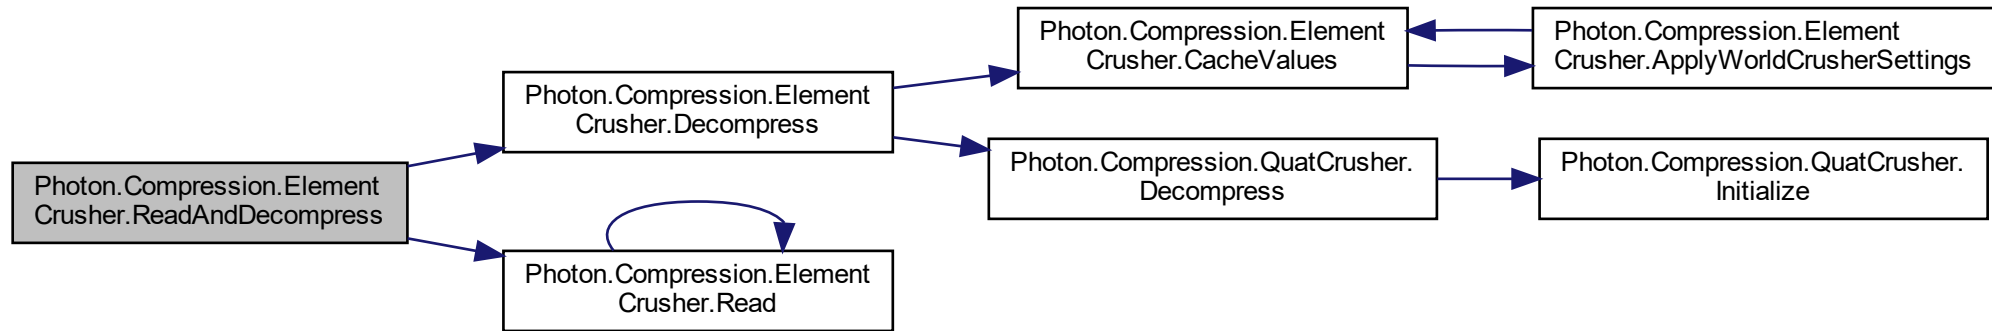 Photon.Compression.Element
Crusher.ReadAndDecompress
Photon.Compression.Element
Crusher.Decompress
Photon.Compression.Element
Crusher.Read
Photon.Compression.Element
Crusher.CacheValues
Photon.Compression.QuatCrusher.
Decompress
Photon.Compression.Element
Crusher.ApplyWorldCrusherSettings
Photon.Compression.QuatCrusher.
Initialize